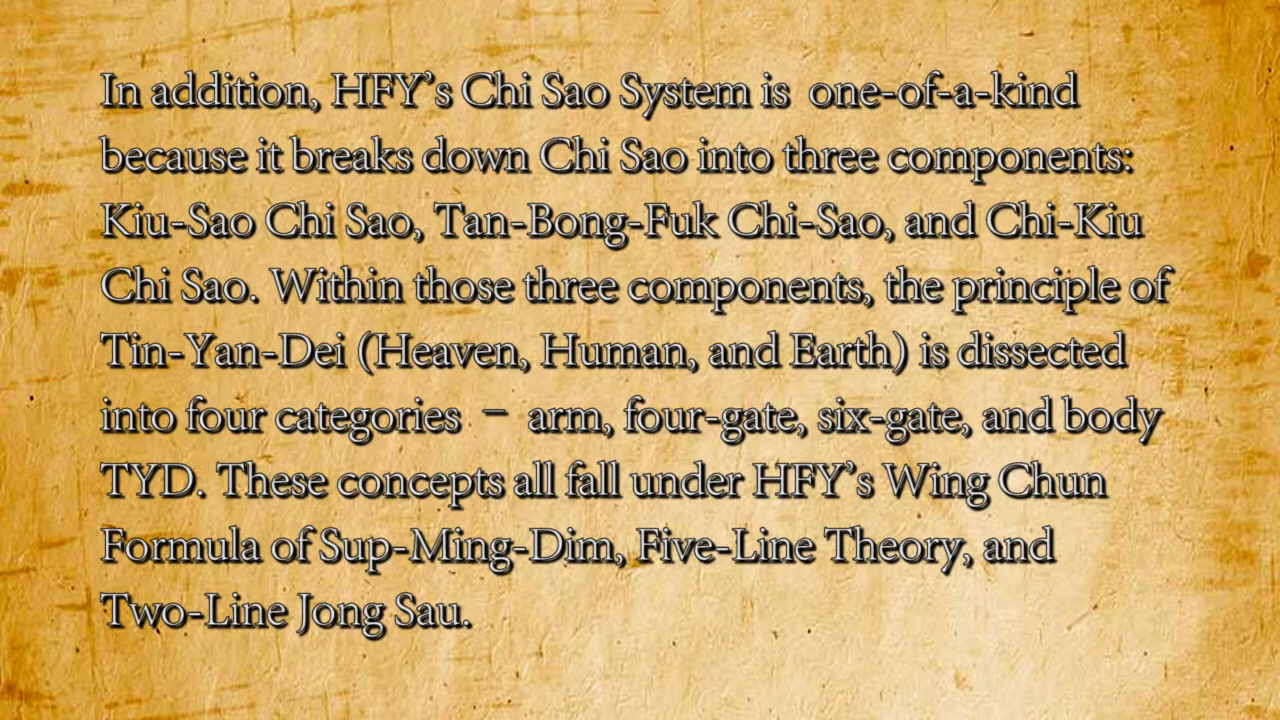 In addition, HFY’s Chi Sao System is one-of-a-kind
because it breaks down Chi Sao into three components:
Kiu-Sao Chi Sao, Tan-Bong-Fuk Chi-Sao, and Chi-Kiu
Chi Sao. Within those three components, the principle of
Tin-Yan-Dei (Heaven, Human, and Earth) is dissected
into four categories – arm, four-gate, six-gate, and body
TYD. These concepts all fall under HFY’s Wing Chun
Formula of Sup-Ming-Dim, Five-Line Theory, and
Two-Line Jong Sau.